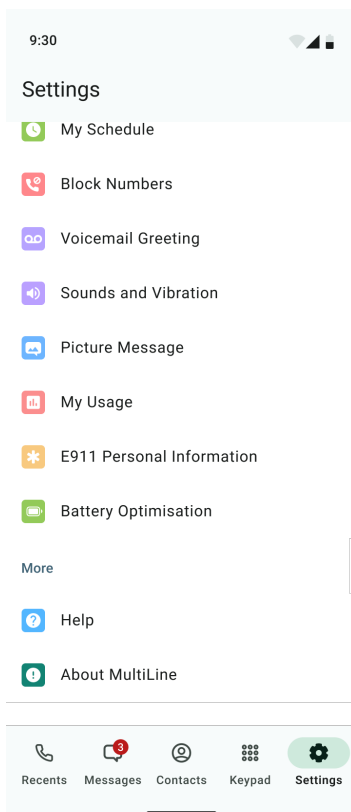 9:30
Settings
My Schedule
Block Numbers
Voicemail Greeting
Sounds and Vibration
Picture Message
My Usage
E911 Personal Information
Battery Optimisation
More
Help
About MultiLine
3
Recents Messages Contacts Keypad Settings